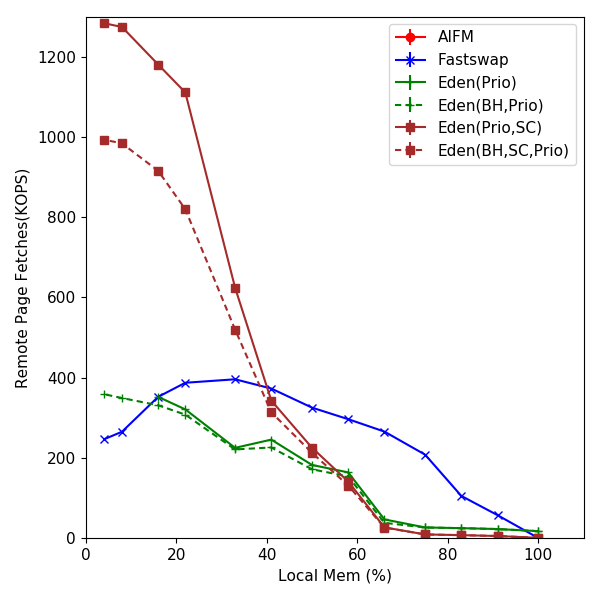 AIFM
Fastswap
Eden(Prio)
Eden(BH,Prio)
Eden(Prio,SC)
Eden(BH,SC,Prio)
Remote Page Fetches(KOPS)
1200
1000
800
600
400
200
0
0 20 40 60 80 100
Local Mem (%)